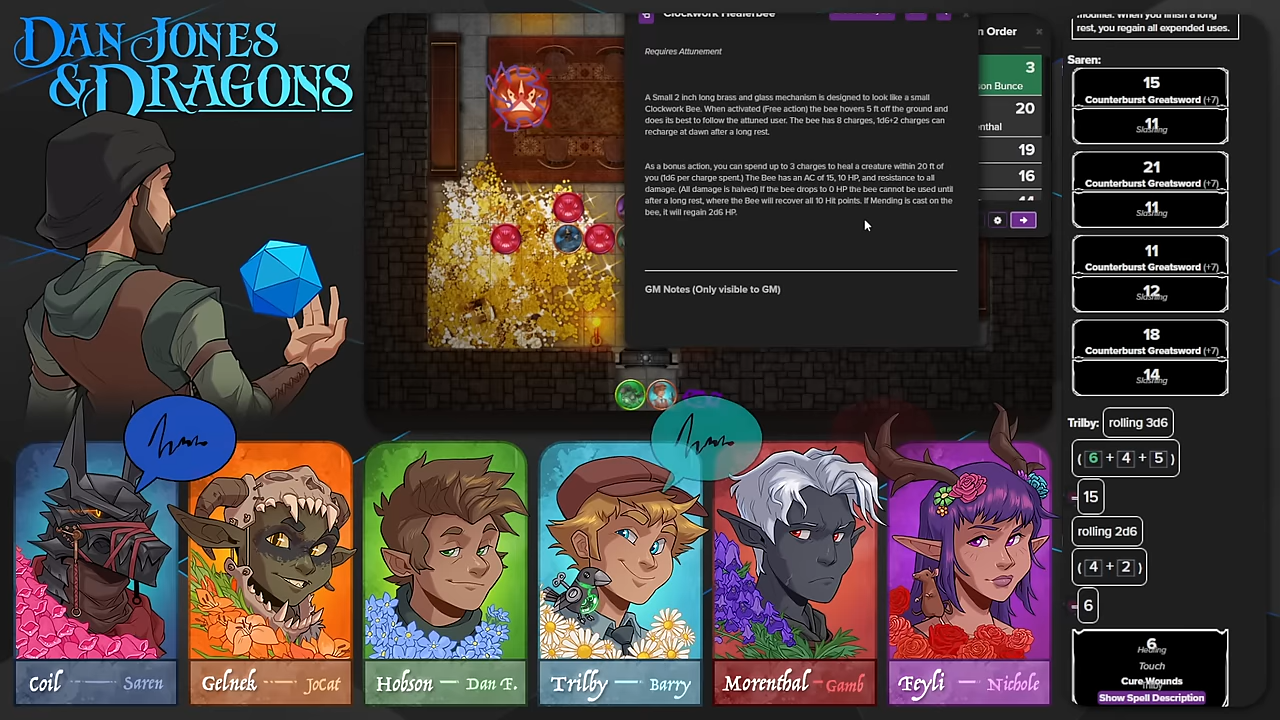 DAN JONES
& DRAGONS
Clockwork Healerbee
Requires Attunement
A Small 2 inch long brass and glass mechanism is designed to look like a small
Clockwork Bee. When activated (Free action) the bee hovers 5 ft off the ground and
does its best to follow the attuned user. The bee has 8 charges, 1d6+2 charges can
recharge at dawn after a long rest.
As a bonus action, you can spend up to 3 charges to heal a creature within 20 ft of
you (1d6 per charge spent.) The Bee has an AC of 15, 10 HP, and resistance to all
damage. (All damage is halved) If the bee drops to 0 HP the bee cannot be used until
after a long rest, where the Bee will recover all 10 Hit points. If Mending is cast on the
bee, it will regain 2d6 HP.
GM Notes (Only visible to GM)
n Order
3
son Bunce
20
enthal
19
16
modifier. When you finish a long
rest, you regain all expended uses.
Saren:
15
Counterburst Greatsword (+7)
11
Slashing
21
Counterburst Greatsword (+7)
11
Slashing
11
Counterburst Greatsword (+7)
12
Slashing
18
Counterburst Greatsword (+7)
14
Slashing
Trilby: rolling 3d6
(6+4+5)
=15
rolling 2d6
(4+2)
=6
6
Healing
Touch
Cure Wounds
Trilby
Show Spell Description
Coil — Saren
Gelnek — JoCat
Hobson — Dan F.
Trilby — Barry
Morenthal — Gamb
Feyli — Nichole